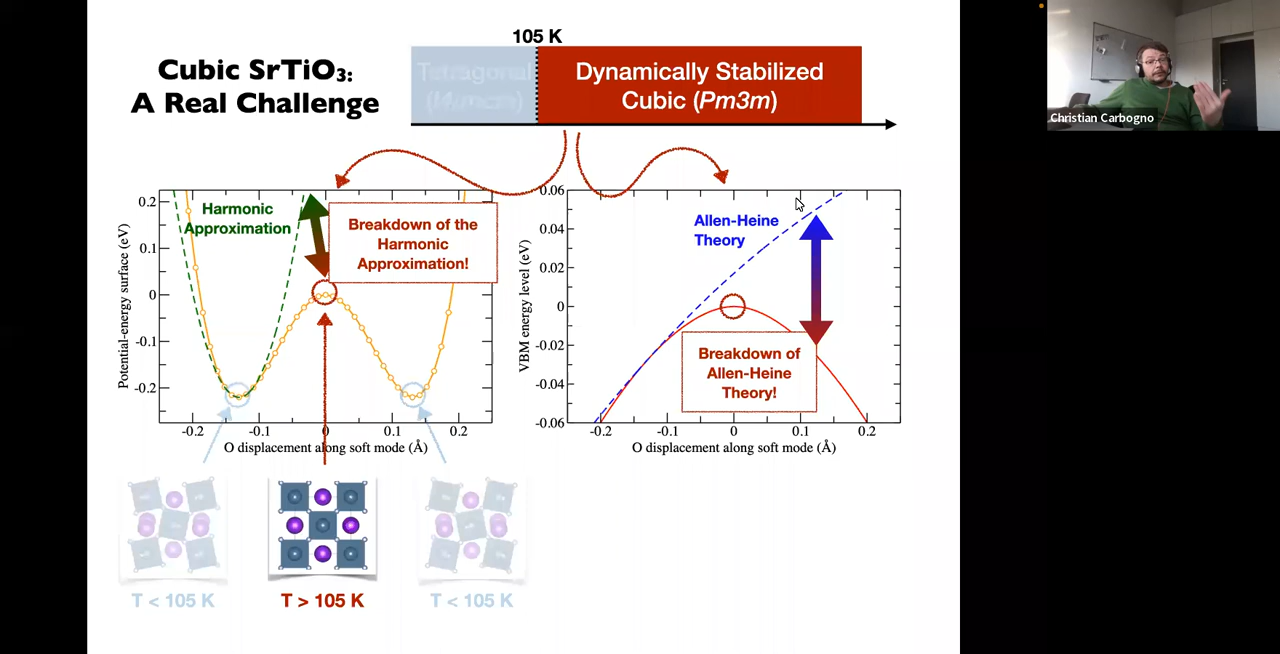 105 K
Cubic SrTiO₃:
A Real Challenge
Tetragonal
Dynamically Stabilized
Cubic (Pm3m)
Christian Carbogno
Harmonic
Approximation
Breakdown of the
Harmonic
Approximation!
Potential-energy surface (eV)
0.2
0.1
0
-0.1
-0.2
-0.2
-0.1
0
0.1
0.2
O displacement along soft mode (Å)
Allen-Heine
Theory
Breakdown of
Allen-Heine
Theory!
VBM energy level (eV)
0.06
0.04
0.02
0
-0.02
-0.04
-0.06
-0.2
-0.1
0
0.1
0.2
O displacement along soft mode (Å)
T < 105 K
T > 105 K
T < 105 K